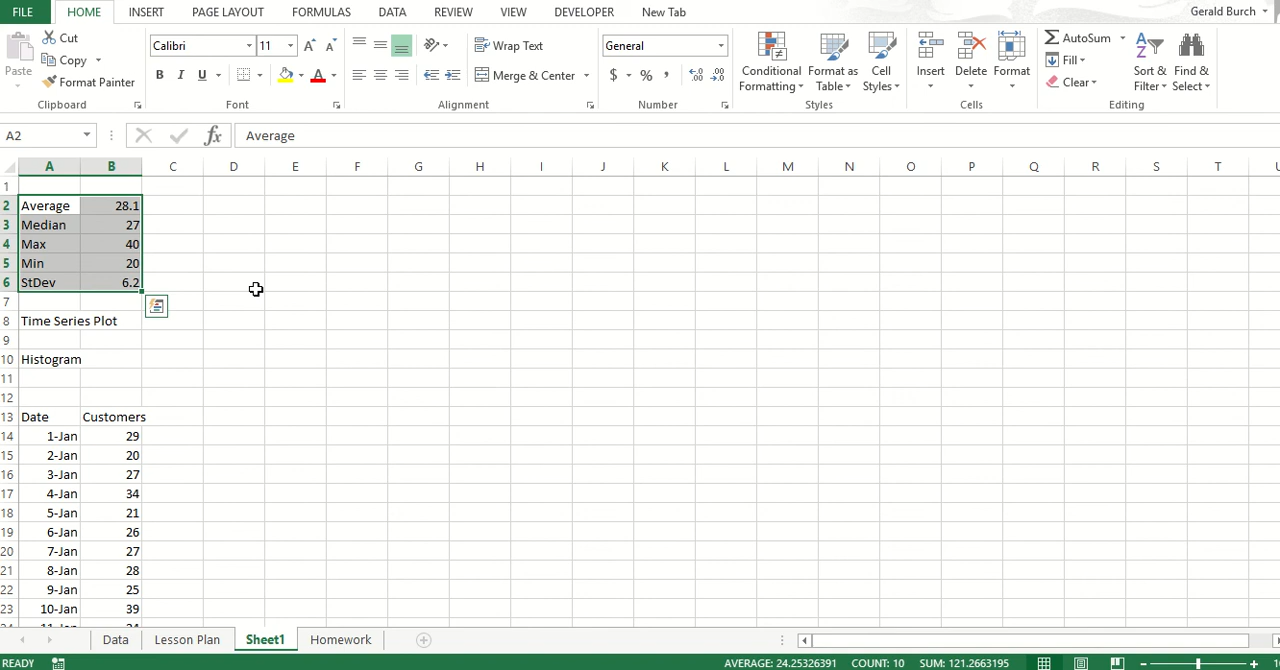 FILE HOME INSERT PAGE LAYOUT FORMULAS DATA REVIEW VIEW DEVELOPER New Tab Gerald Burch
Paste Cut Copy Format Painter Clipboard
Calibri 11 A A B I U A Font
Wrap Text Merge & Center Alignment
General $ % , .0 .00 .00 .0 Number
Conditional Formatting Format as Table Cell Styles Styles
Insert Delete Format Cells
AutoSum Fill Clear Sort & Filter Find & Select Editing
A2 fx Average
A B C D E F G H I J K L M N O P Q R S T U
1
2 Average 28.1
3 Median 27
4 Max 40
5 Min 20
6 StDev 6.2
7
8 Time Series Plot
9
10 Histogram
11
12
13 Date Customers
14 1-Jan 29
15 2-Jan 20
16 3-Jan 27
17 4-Jan 34
18 5-Jan 21
19 6-Jan 26
20 7-Jan 27
21 8-Jan 28
22 9-Jan 25
23 10-Jan 39
Data Lesson Plan Sheet1 Homework
READY AVERAGE: 24.25326391 COUNT: 10 SUM: 121.2663195